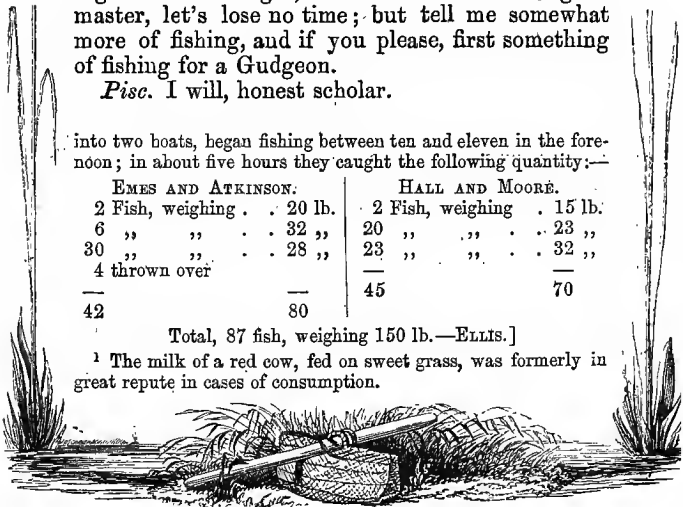 master, let's lose no time; but tell me somewhat
more of fishing, and if you please, first something
of fishing for a Gudgeon.
Pisc. I will, honest scholar.
into two boats, began fishing between ten and eleven in the fore-
noon; in about five hours they caught the following quantity:—
EMES AND ATKINSON.
2 Fish, weighing . . 20 lb.
6 „ „ . . 32 „
30 „ „ . . 28 „
4 thrown over
42 80
HALL AND MOORE.
2 Fish, weighing . 15 lb.
20 „ „ . . 23 „
23 „ „ . . 32 „
45 70
Total, 87 fish, weighing 150 lb.—ELLIS.]
¹ The milk of a red cow, fed on sweet grass, was formerly in
great repute in cases of consumption.